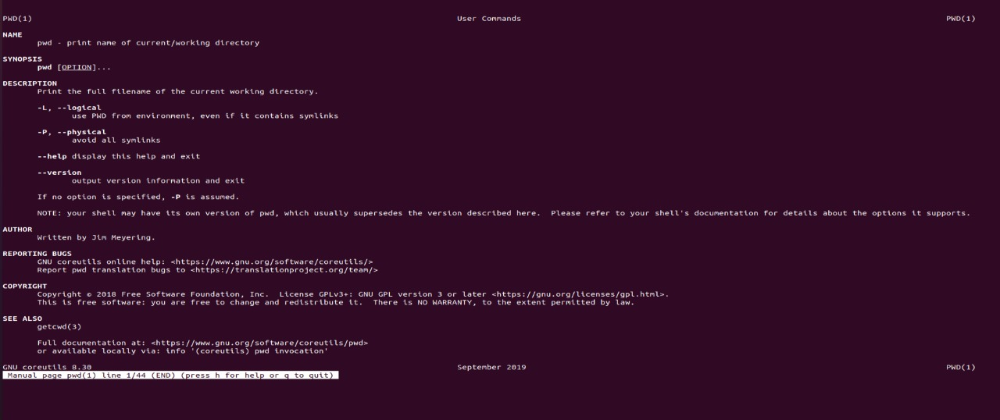 PWD(1) User Commands PWD(1)
NAME
pwd - print name of current/working directory
SYNOPSIS
pwd [OPTION]...
DESCRIPTION
Print the full filename of the current working directory.
-L, --logical
use PWD from environment, even if it contains symlinks
-P, --physical
avoid all symlinks
--help display this help and exit
--version
output version information and exit
If no option is specified, -P is assumed.
NOTE: your shell may have its own version of pwd, which usually supersedes the version described here. Please refer to your shell's documentation for details about the options it supports.
AUTHOR
Written by Jim Meyering.
REPORTING BUGS
GNU coreutils online help: <https://www.gnu.org/software/coreutils/>
Report pwd translation bugs to <https://translationproject.org/team/>
COPYRIGHT
Copyright © 2018 Free Software Foundation, Inc. License GPLv3+: GNU GPL version 3 or later <https://gnu.org/licenses/gpl.html>.
This is free software: you are free to change and redistribute it. There is NO WARRANTY, to the extent permitted by law.
SEE ALSO
getcwd(3)
Full documentation at: <https://www.gnu.org/software/coreutils/pwd>
or available locally via: info '(coreutils) pwd invocation'
GNU coreutils 8.30 September 2019 PWD(1)
Manual page pwd(1) line 1/44 (END) (press h for help or q to quit)